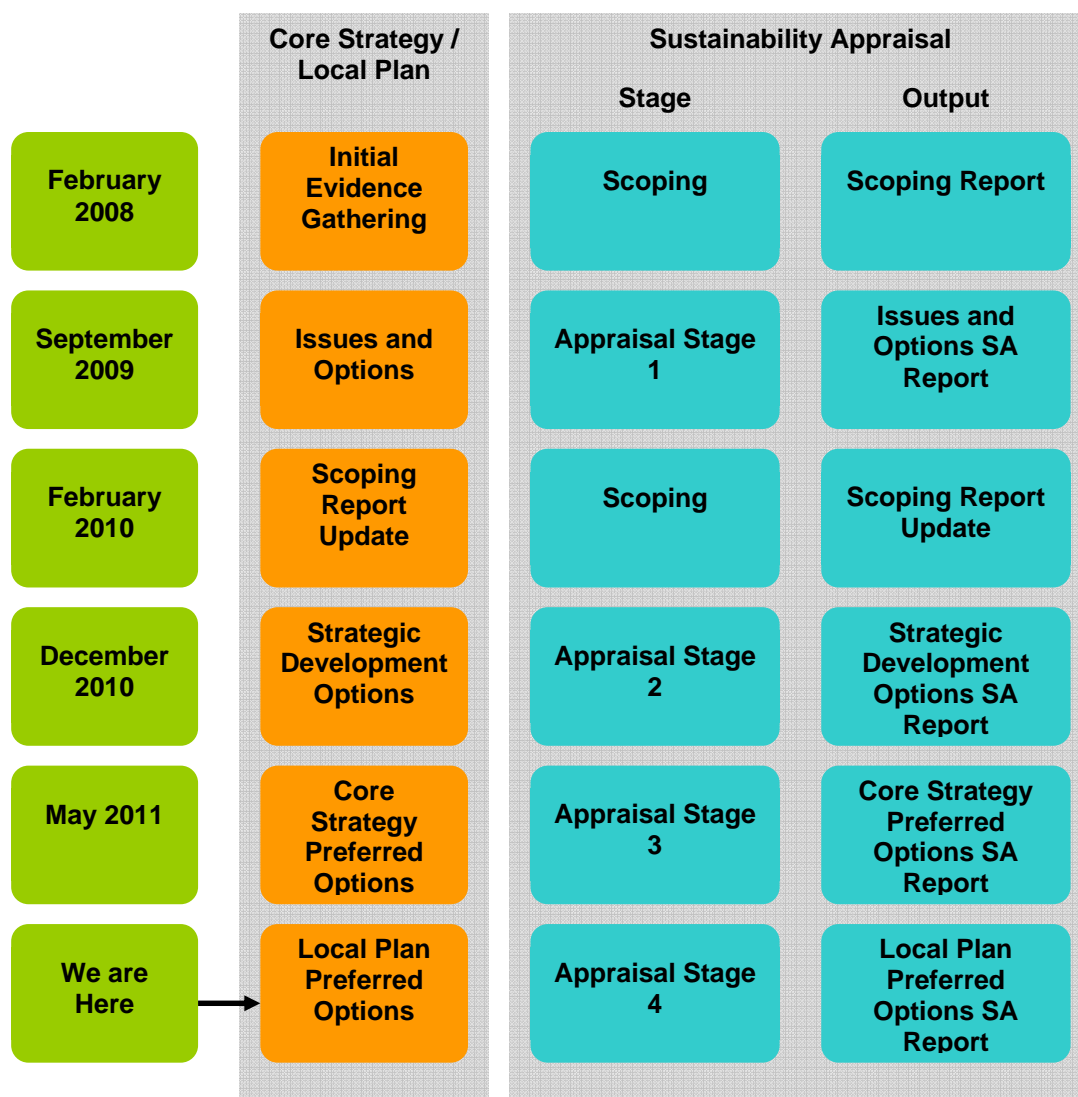 Core Strategy /
Local Plan
Sustainability Appraisal
Stage
Output
February
2008
Initial
Evidence
Gathering
Scoping
Scoping Report
September
2009
Issues and
Options
Appraisal Stage
1
Issues and
Options SA
Report
February
2010
Scoping
Report
Update
Scoping
Scoping Report
Update
December
2010
Strategic
Development
Options
Appraisal Stage
2
Strategic
Development
Options SA
Report
May 2011
Core
Strategy
Preferred
Options
Appraisal Stage
3
Core Strategy
Preferred
Options SA
Report
We are
Here
Local Plan
Preferred
Options
Appraisal Stage
4
Local Plan
Preferred
Options SA
Report